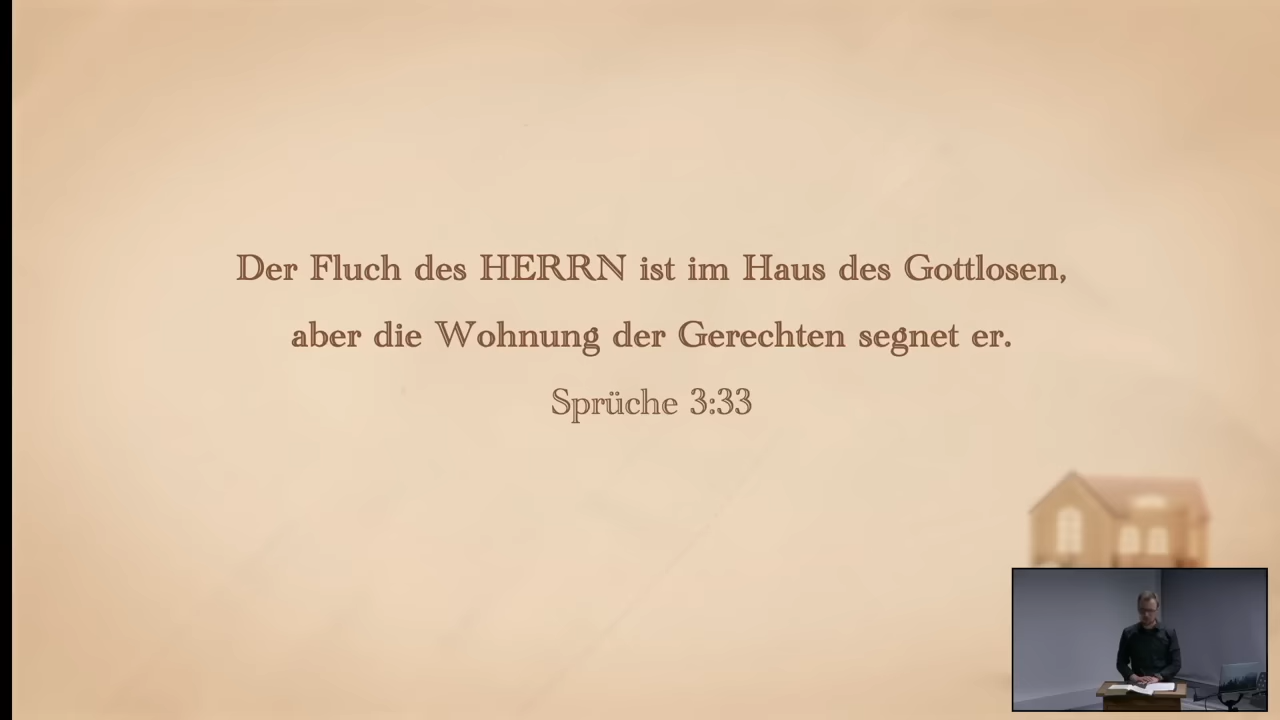 Der Fluch des HERRN ist im Haus des Gottlosen,
aber die Wohnung der Gerechten segnet er.
Sprüche 3:33